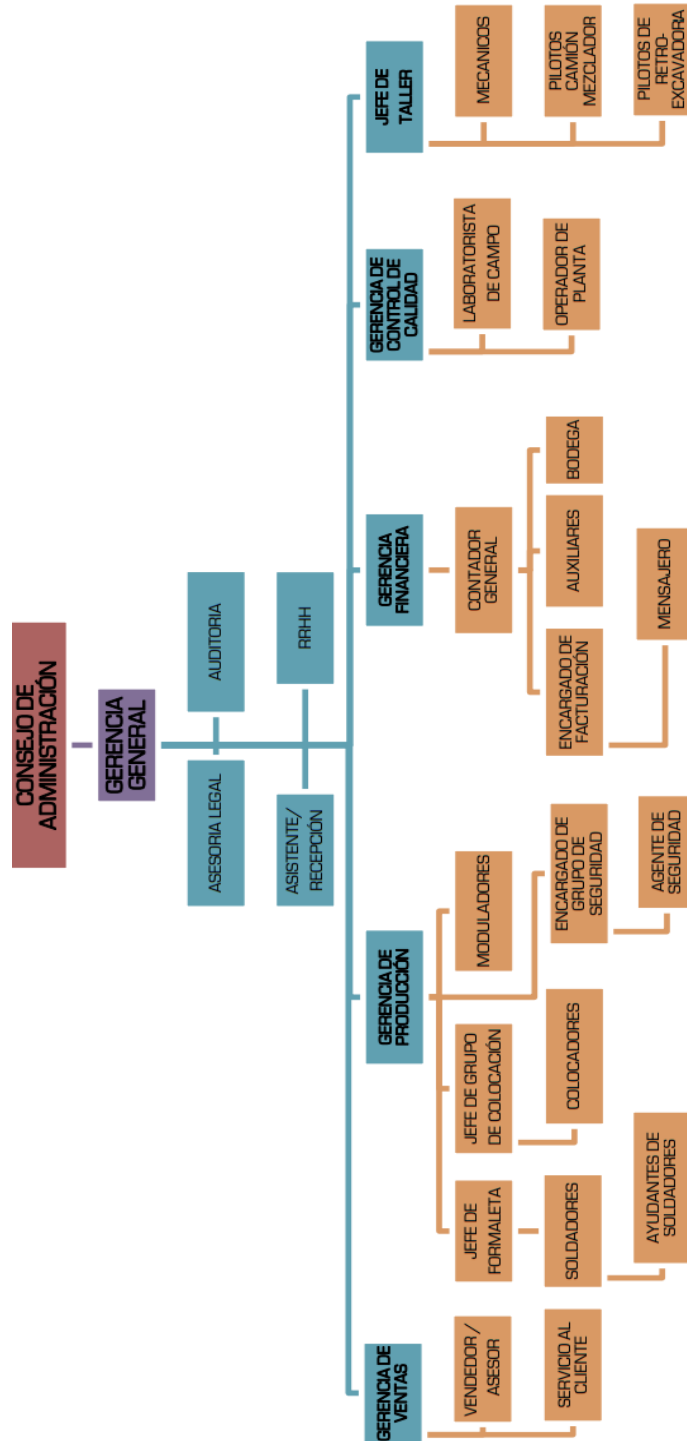 CONSEJO DE
ADMINISTRACIÓN
GERENCIA
GENERAL
ASESORIA LEGAL
AUDITORIA
ASISTENTE/
RECEPCIÓN
RRHH
GERENCIA DE
VENTAS
GERENCIA DE
PRODUCCIÓN
GERENCIA
FINANCIERA
GERENCIA DE
CONTROL DE
CALIDAD
JEFE DE
TALLER
VENDEDOR /
ASESOR
SERVICIO AL
CLIENTE
JEFE DE
FORMALETA
JEFE DE GRUPO
DE COLOCACIÓN
MODULADORES
SOLDADORES
COLOCADORES
ENCARGADO DE
GRUPO DE
SEGURIDAD
AYUDANTES DE
SOLDADORES
AGENTE DE
SEGURIDAD
CONTADOR
GENERAL
ENCARGADO DE
FACTURACIÓN
AUXILIARES
BODEGA
MENSAJERO
LABORATORISTA
DE CAMPO
OPERADOR DE
PLANTA
MECANICOS
PILOTOS
CAMIÓN
MEZCLADOR
PILOTOS DE
RETRO-
EXCAVADORA